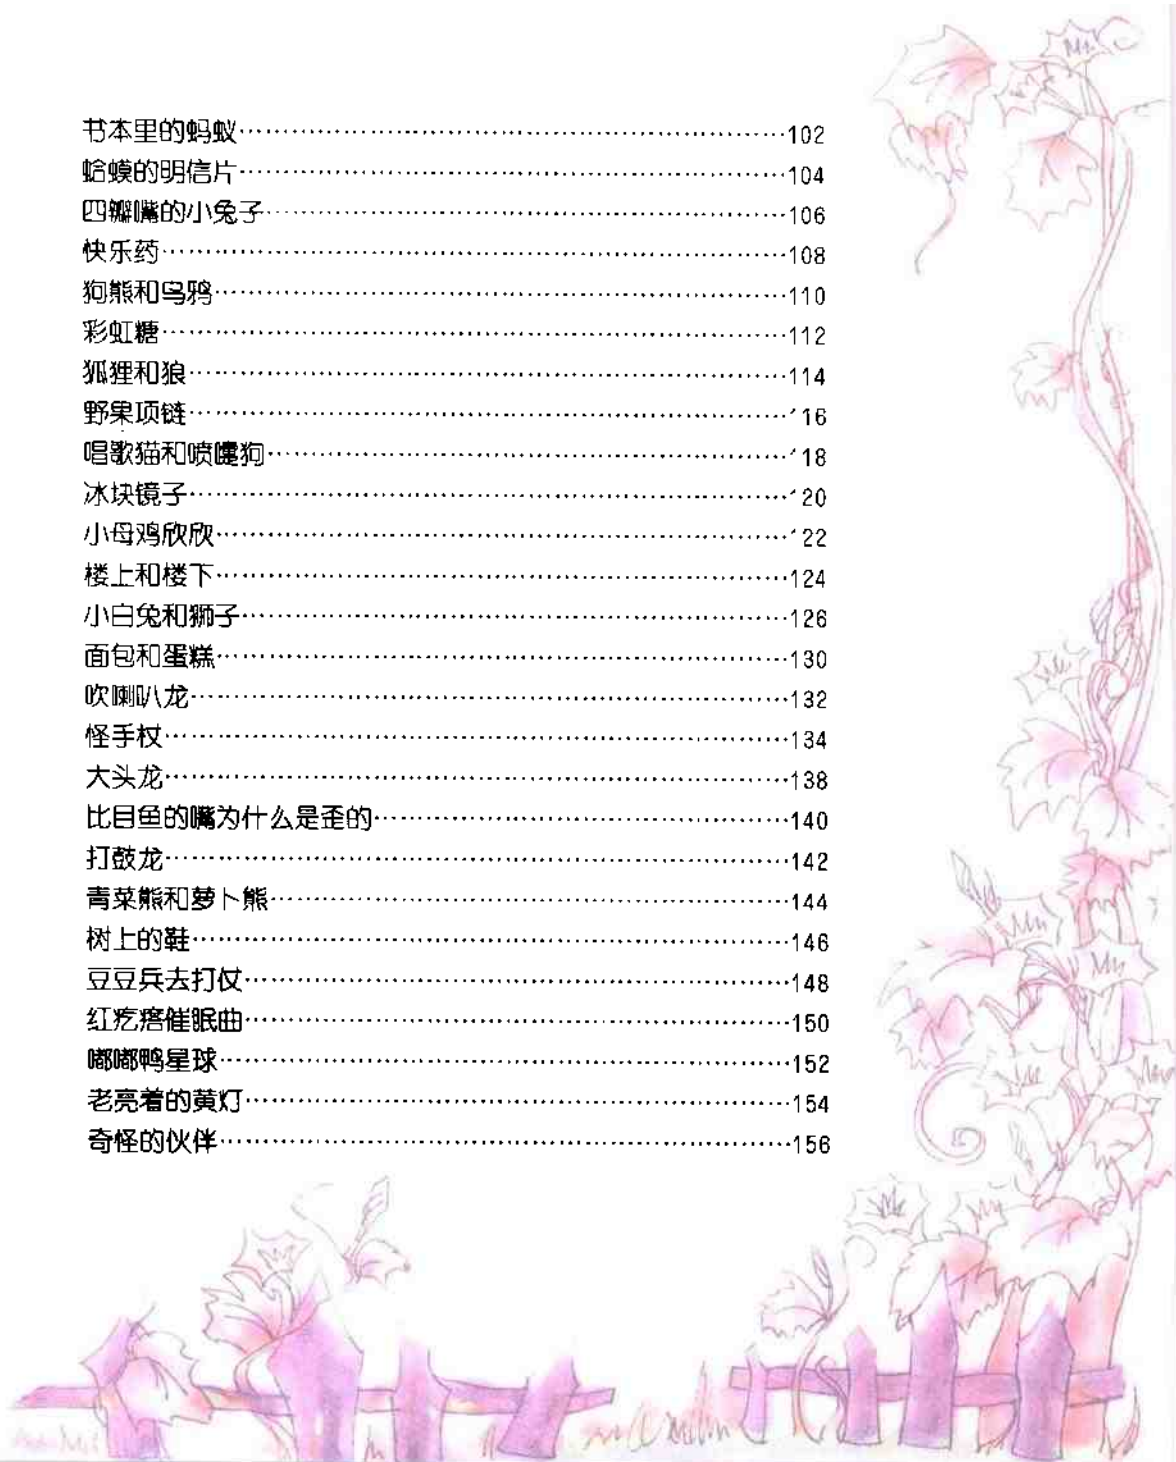 书本里的蚂蚁……102
蛤蟆的明信片……104
四瓣嘴的小兔子……106
快乐药……108
狗熊和乌鸦……110
彩虹糖……112
狐狸和狼……114
野果项链……116
唱歌猫和喷嚏狗……118
冰块镜子……120
小母鸡欣欣……122
楼上和楼下……124
小白兔和狮子……126
面包和蛋糕……130
吹喇叭龙……132
怪手杖……134
大头龙……138
比目鱼的嘴为什么是歪的……140
打鼓龙……142
青菜熊和萝卜熊……144
树上的鞋……146
豆豆兵去打仗……148
红疙瘩催眠曲……150
嘟嘟鸭星球……152
老亮着的黄灯……154
奇怪的伙伴……156